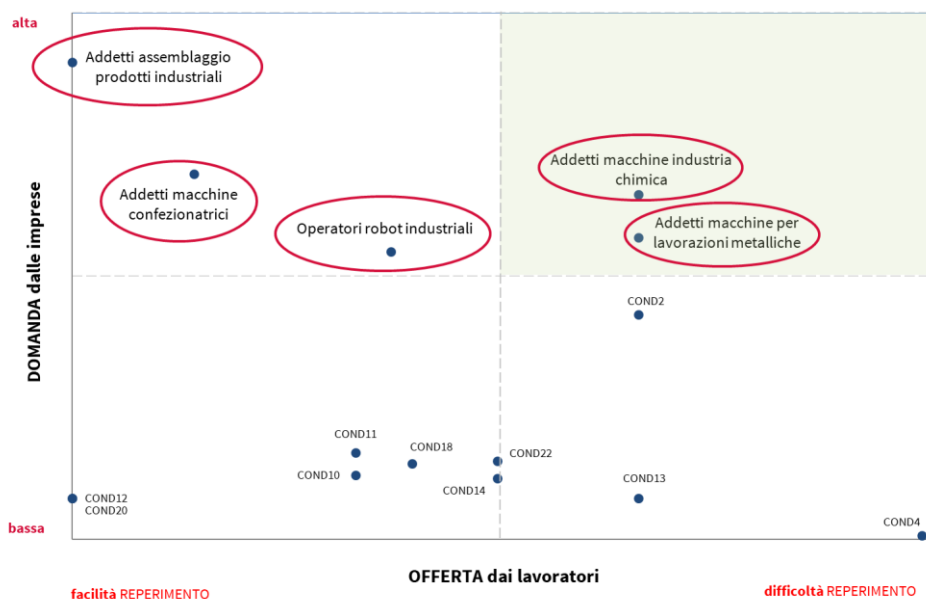 alta
Addetti assemblaggio
prodotti industriali
Addetti macchine industria
chimica
Addetti macchine
confezionatrici
Operatori robot industriali
Addetti macchine per
lavorazioni metalliche
DOMANDA dalle imprese
COND2
COND11
COND18
COND22
COND10
COND14
COND13
COND12
COND20
COND4
bassa
OFFERTA dai lavoratori
facilità REPERIMENTO
difficoltà REPERIMENTO